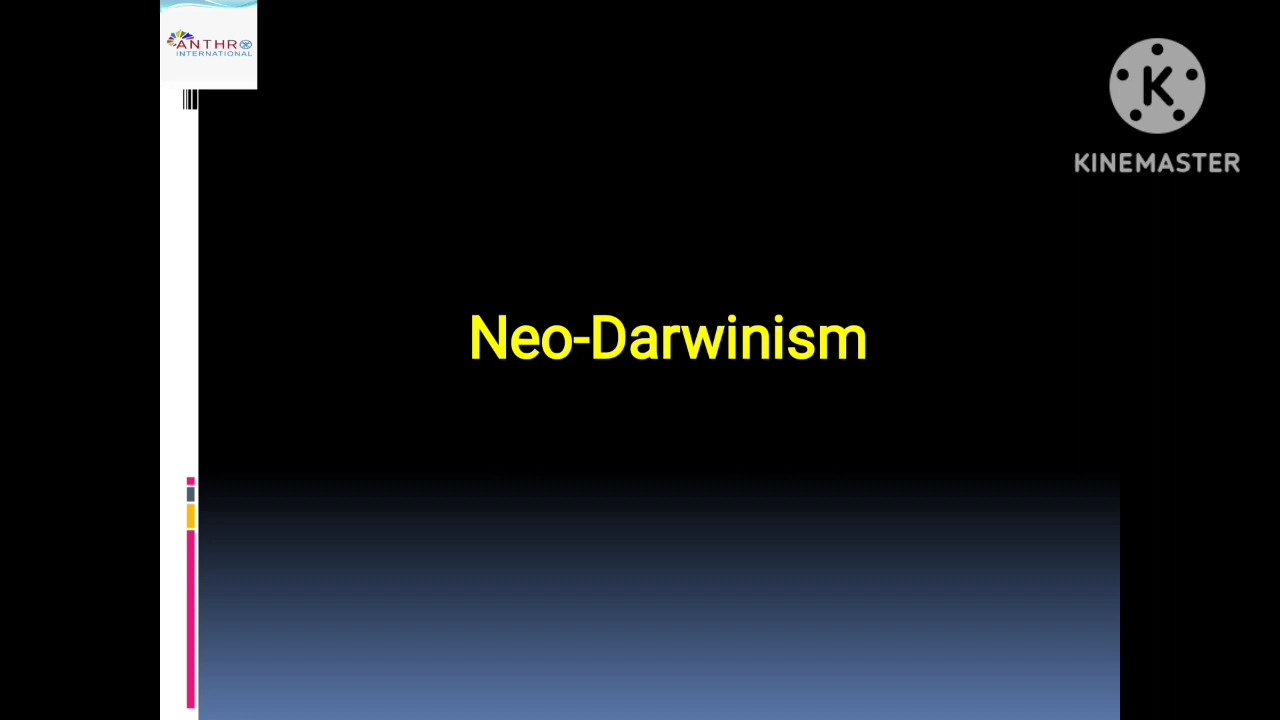 ANTHRO
INTERNATIONAL
K
KINEMASTER
Neo-Darwinism